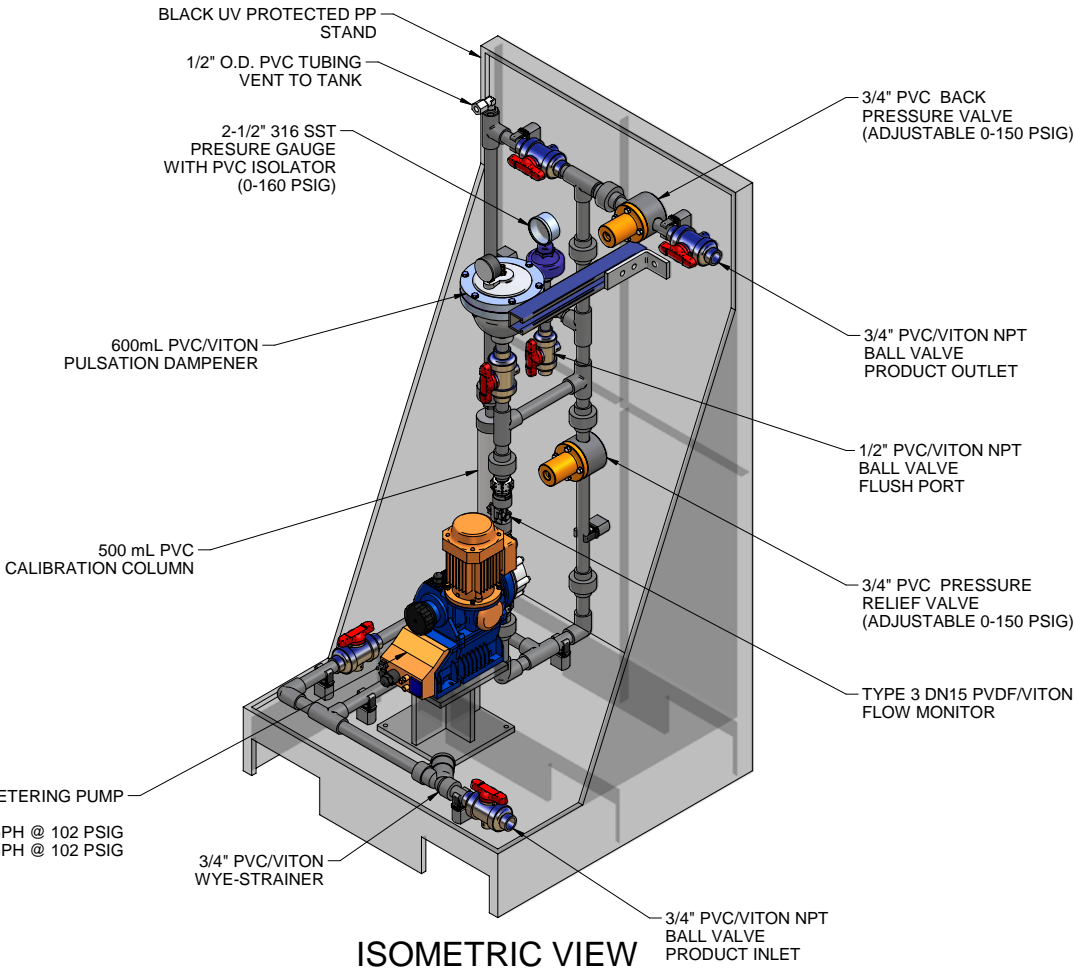 BLACK UV PROTECTED PP
STAND
1/2" O.D. PVC TUBING
VENT TO TANK
2-1/2" 316 SST
PRESURE GAUGE
WITH PVC ISOLATOR
(0-160 PSIG)
600mL PVC/VITON
PULSATION DAMPENER
500 mL PVC
CALIBRATION COLUMN
ETERING PUMP
PH @ 102 PSIG
PH @ 102 PSIG
3/4" PVC/VITON
WYE-STRAINER
3/4" PVC BACK
PRESSURE VALVE
(ADJUSTABLE 0-150 PSIG)
3/4" PVC/VITON NPT
BALL VALVE
PRODUCT OUTLET
1/2" PVC/VITON NPT
BALL VALVE
FLUSH PORT
3/4" PVC PRESSURE
RELIEF VALVE
(ADJUSTABLE 0-150 PSIG)
TYPE 3 DN15 PVDF/VITON
FLOW MONITOR
3/4" PVC/VITON NPT
BALL VALVE
PRODUCT INLET
ISOMETRIC VIEW